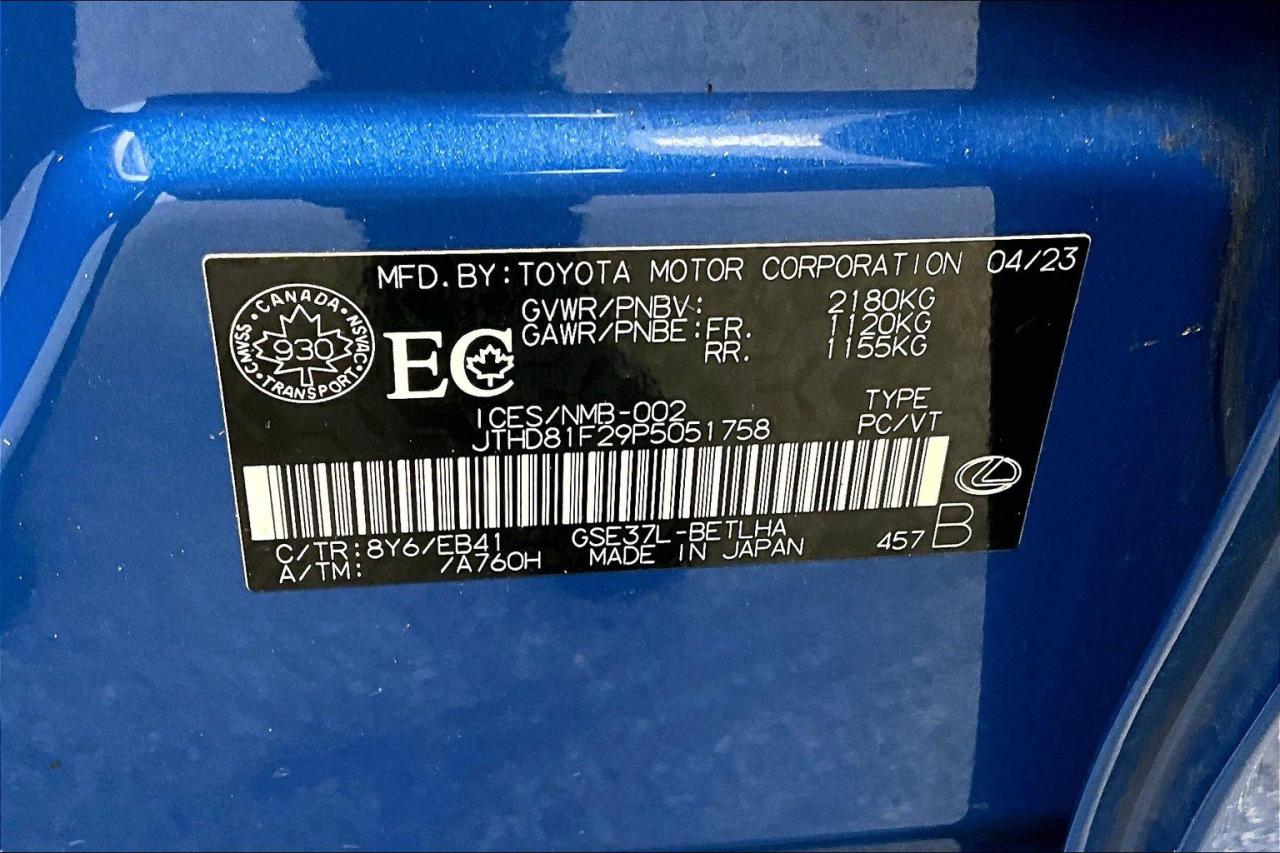 MFD.BY:TOYOTA MOTOR CORPORATION 04/23
GVWR/PNBV: 2180KG
GAWR/PNBE:FR. 1120KG
RR. 1155KG
CANADA
CMVSS 930 NSVAC
TRANSPORT
EC
ICES/NMB-002
TYPE
JTHD81F29P5051758 PC/VT
C/TR:8Y6/EB41 GSE37L-BETLHA
A/TM: /A760H MADE IN JAPAN 457 B